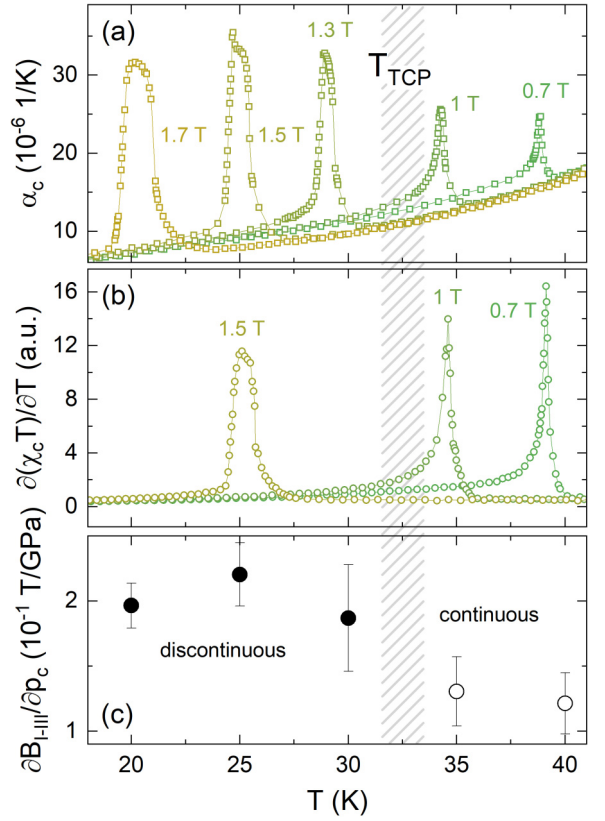 (a)
1.3 T
T_TCP
1.7 T
1.5 T
1 T
0.7 T
α_c (10^-6 1/K)
30
20
10
(b)
1.5 T
1 T
0.7 T
∂(χ_cT)/∂T (a.u.)
16
12
8
4
0
discontinuous
continuous
(c)
∂B_I-III/∂p_c (10^-1 T/GPa)
2
1
20 25 30 35 40
T (K)